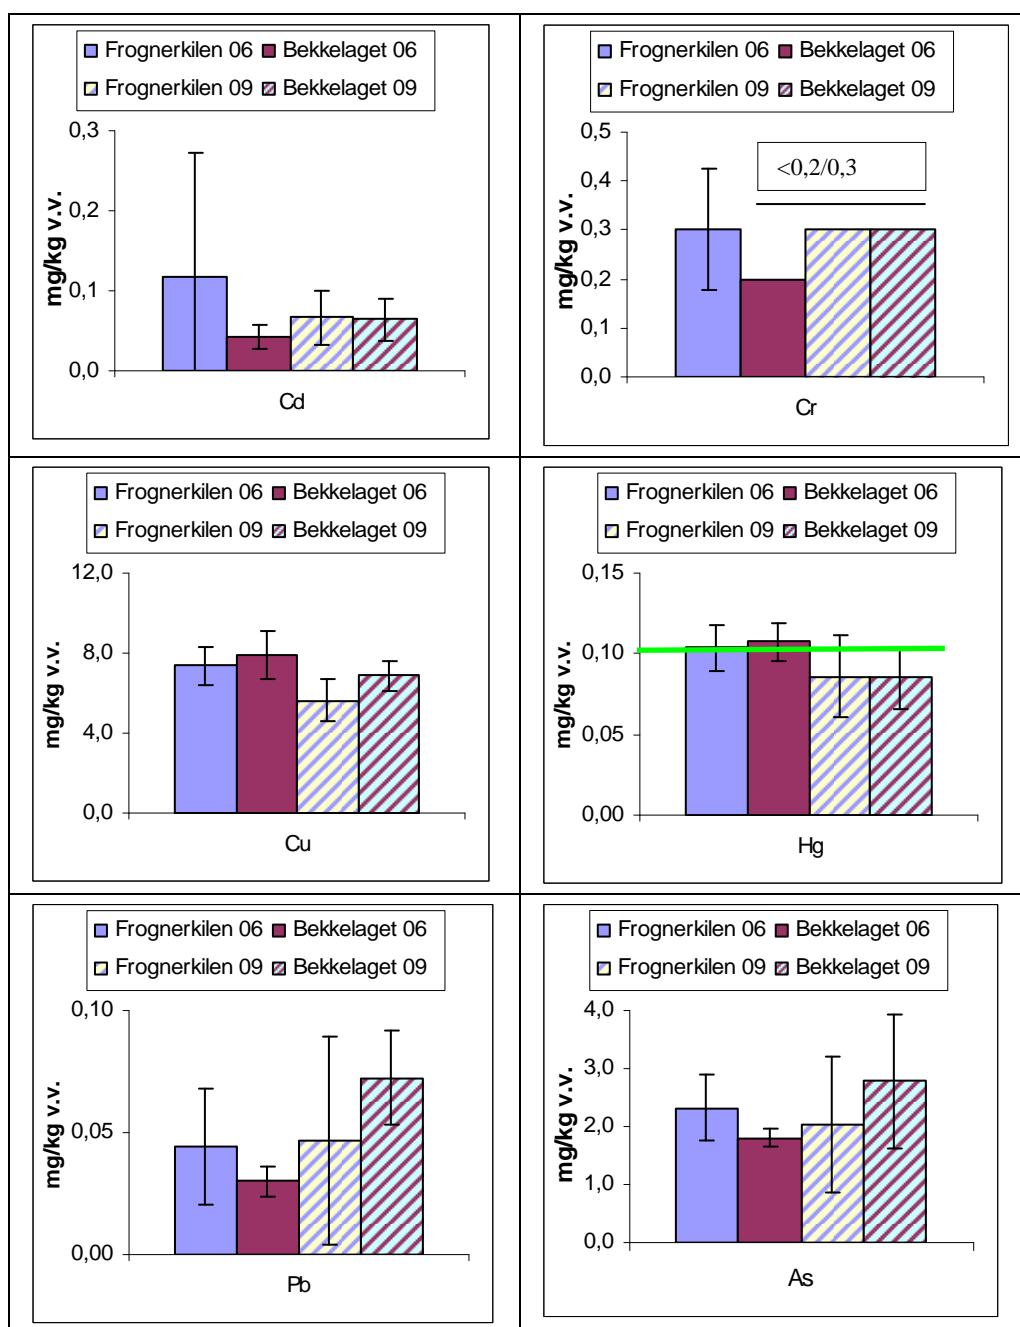 Frognerkilen 06 Bekkelaget 06
Frognerkilen 09 Bekkelaget 09
0,3
0,2
0,1
0,0
mg/kg v.v.
Cd
Frognerkilen 06 Bekkelaget 06
Frognerkilen 09 Bekkelaget 09
0,5
0,4
0,3
0,2
0,1
0,0
mg/kg v.v.
<0,2/0,3
Cr
Frognerkilen 06 Bekkelaget 06
Frognerkilen 09 Bekkelaget 09
12,0
8,0
4,0
0,0
mg/kg v.v.
Cu
Frognerkilen 06 Bekkelaget 06
Frognerkilen 09 Bekkelaget 09
0,15
0,10
0,05
0,00
mg/kg v.v.
Hg
Frognerkilen 06 Bekkelaget 06
Frognerkilen 09 Bekkelaget 09
0,10
0,05
0,00
mg/kg v.v.
Pb
Frognerkilen 06 Bekkelaget 06
Frognerkilen 09 Bekkelaget 09
4,0
3,0
2,0
1,0
0,0
mg/kg v.v.
As